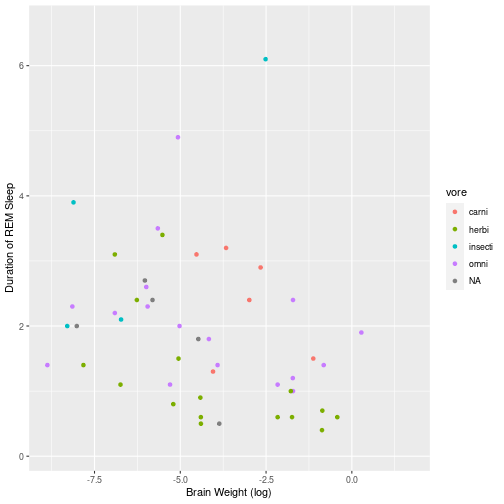 6
4
2
0
Duration of REM Sleep
-7.5 -5.0 -2.5 0.0
Brain Weight (log)
vore
carni
herbi
insecti
omni
NA